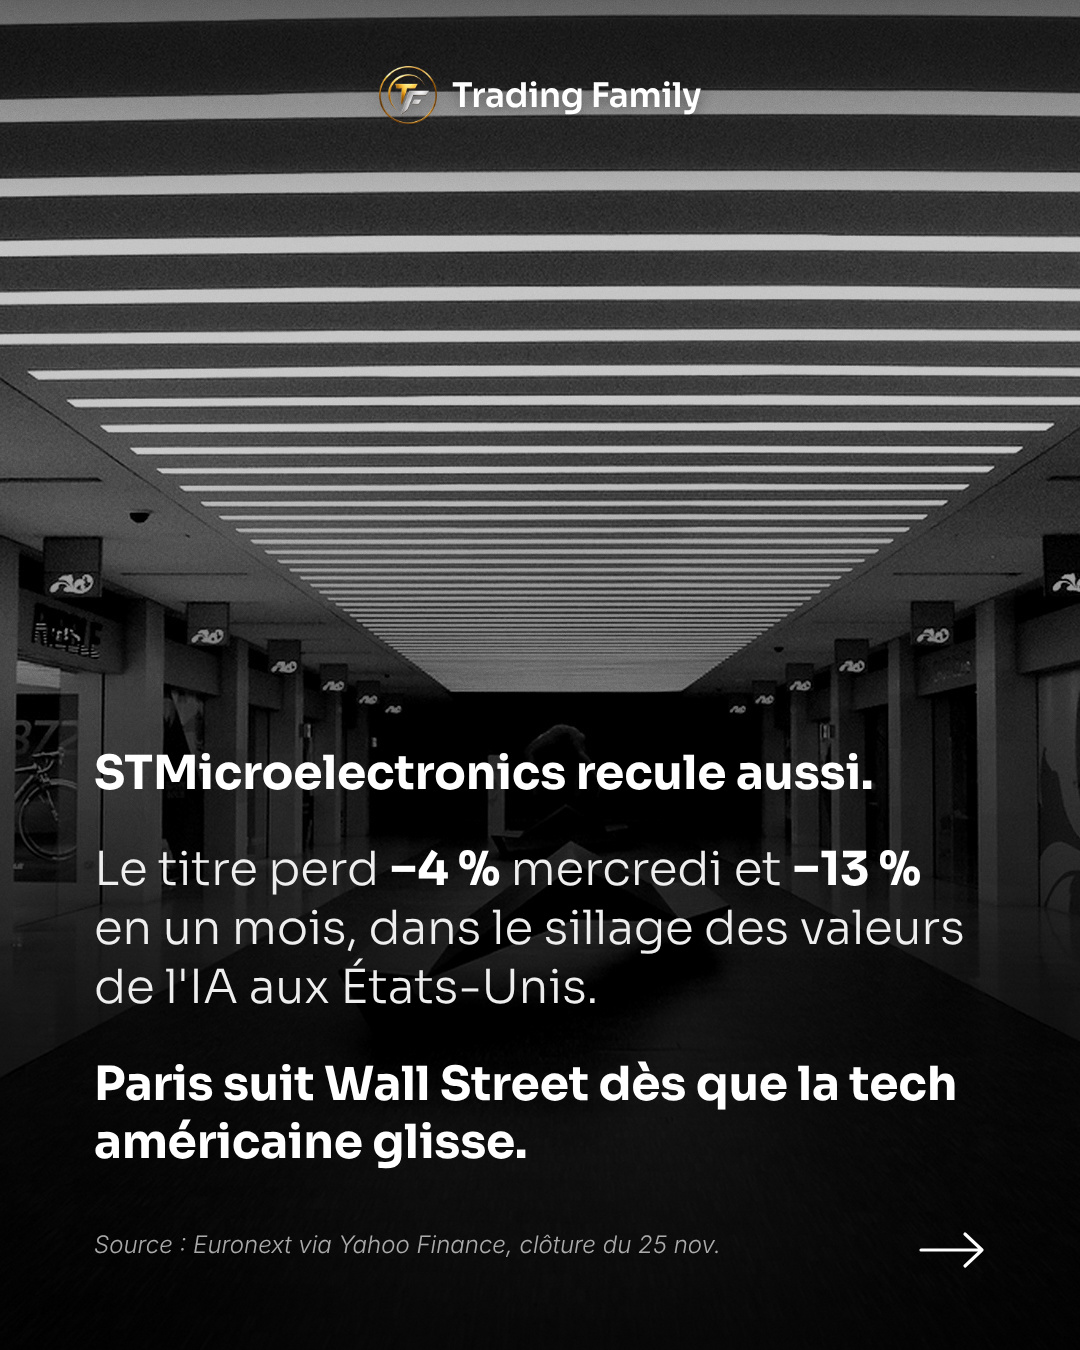 Trading Family
STMicroelectronics recule aussi.
Le titre perd –4 % mercredi et –13 %
en un mois, dans le sillage des valeurs
de l'IA aux États-Unis.
Paris suit Wall Street dès que la tech
américaine glisse.
Source : Euronext via Yahoo Finance, clôture du 25 nov.